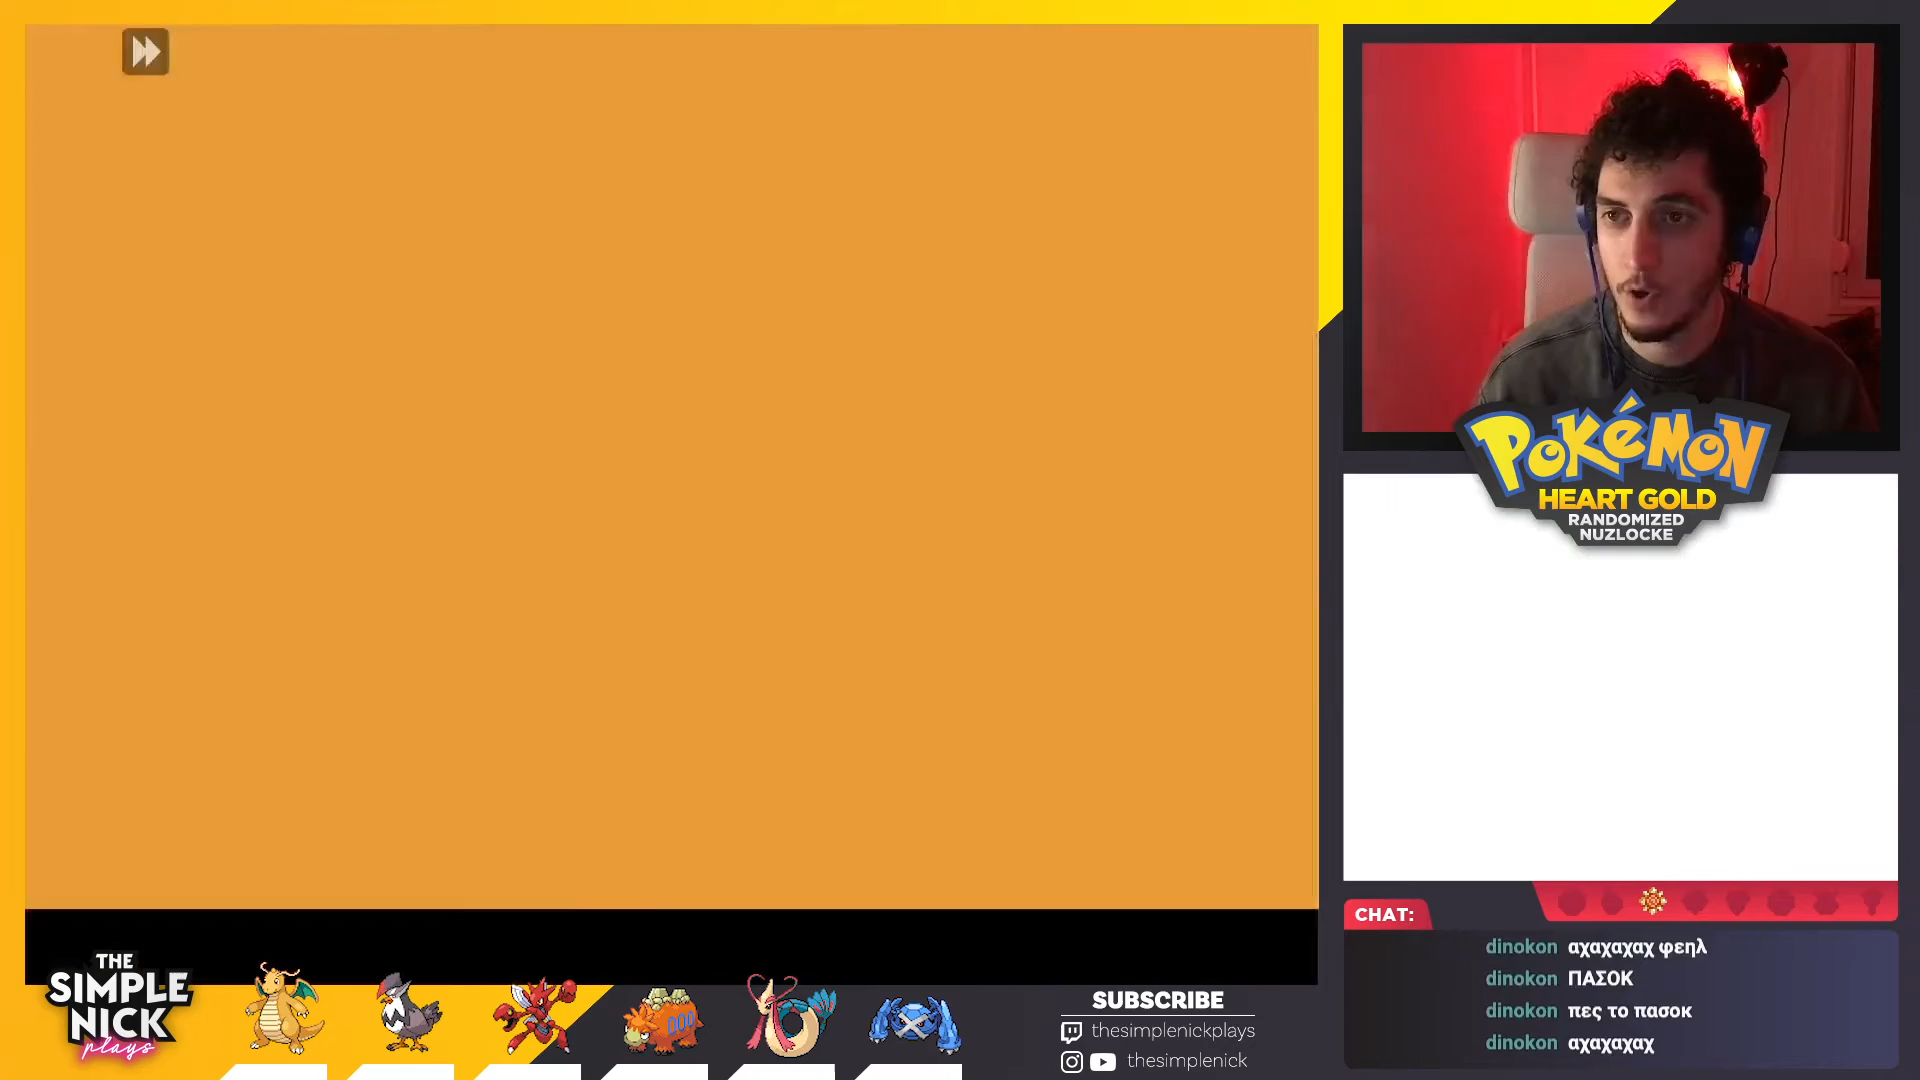 POKÉMON
HEART GOLD
RANDOMIZED
NUZLOCKE
CHAT:
dinokon αχαχαχαχ φεηλ
dinokon ΠΑΣΟΚ
dinokon πες το πασοκ
dinokon αχαχαχαχ
THE
SIMPLE
NICK
plays
SUBSCRIBE
thesimplenickplays
thesimplenick